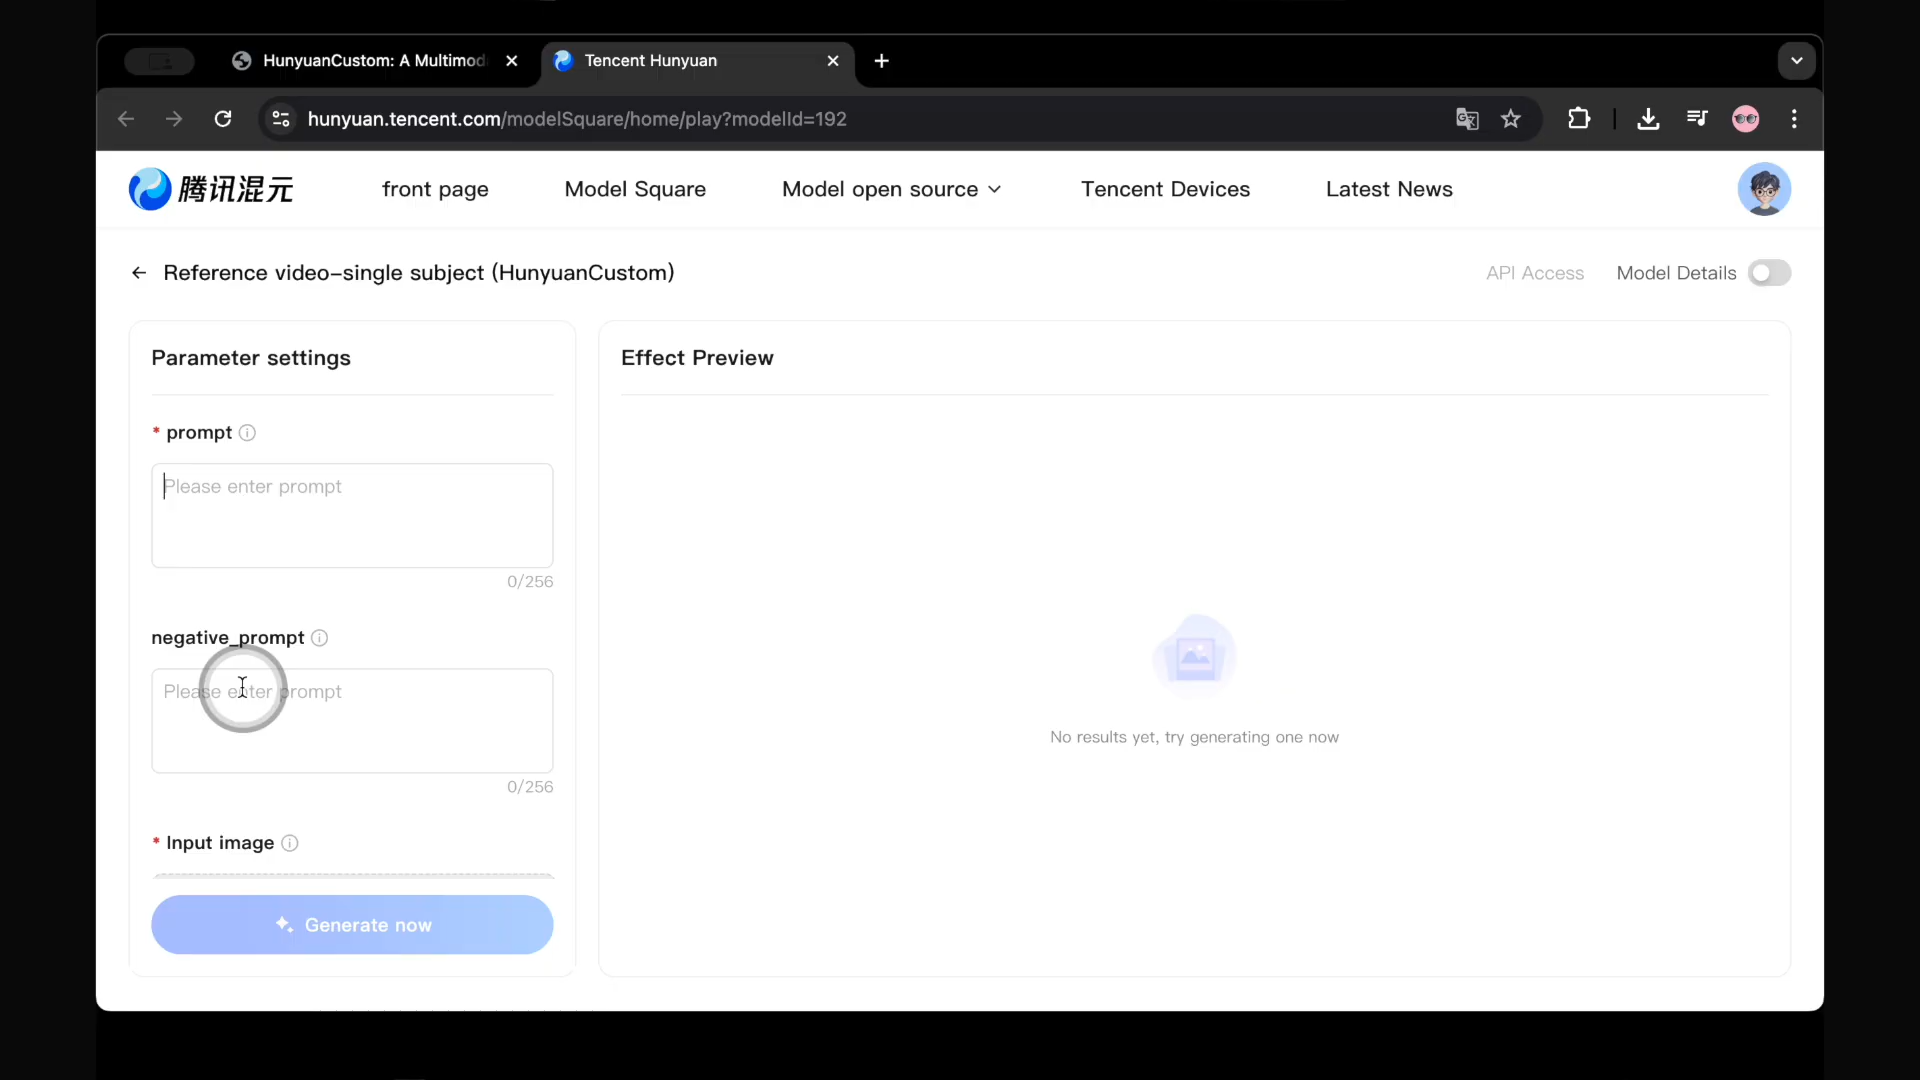 HunyuanCustom: A Multimod
Tencent Hunyuan
hunyuan.tencent.com/modelSquare/home/play?modelId=192
腾讯混元
front page
Model Square
Model open source
Tencent Devices
Latest News
Reference video–single subject (HunyuanCustom)
API Access
Model Details
Parameter settings
Effect Preview
* prompt
Please enter prompt
0/256
negative_prompt
Please enter prompt
0/256
* Input image
Generate now
No results yet, try generating one now